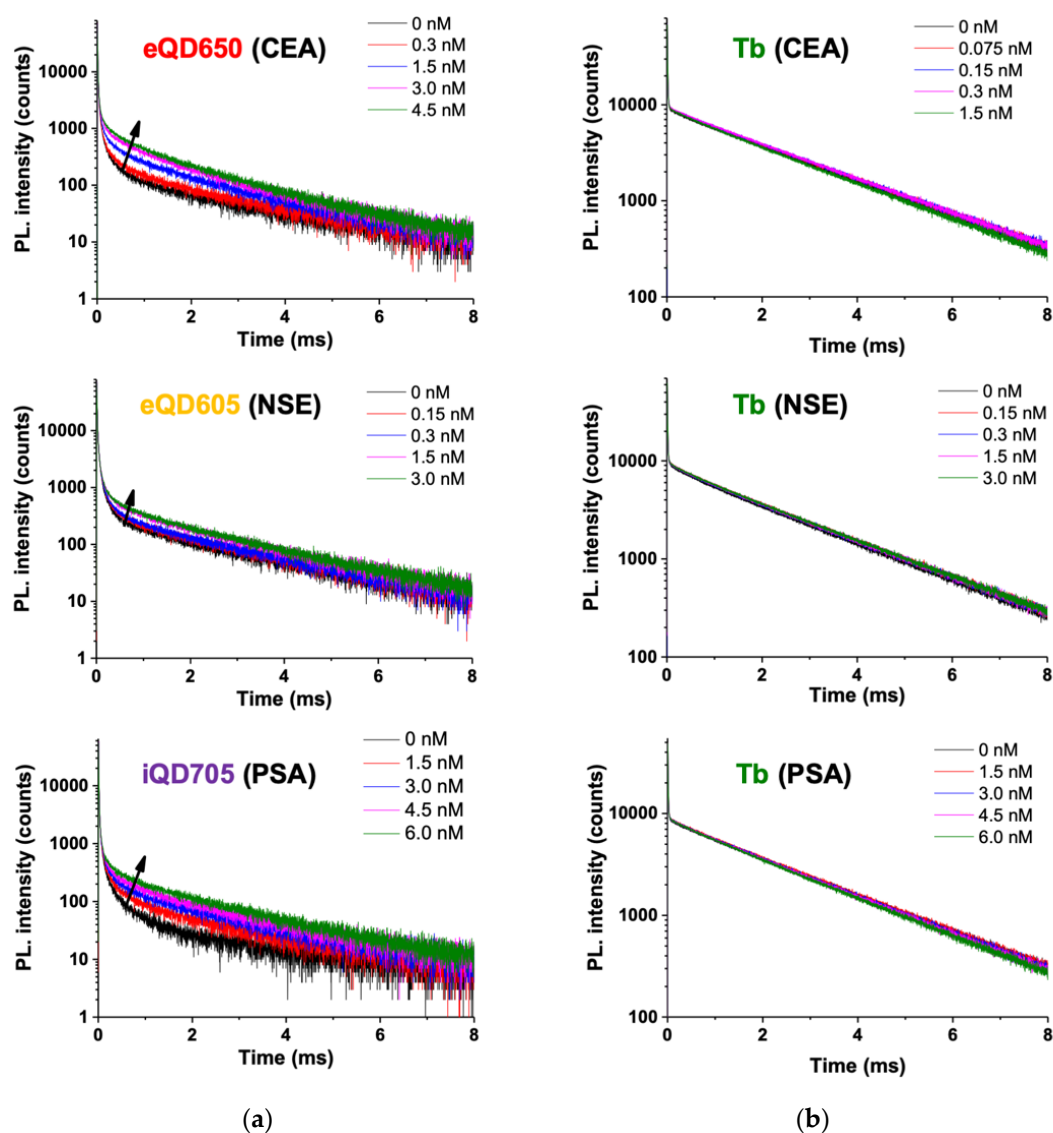 eQD650 (CEA)
0 nM
0.3 nM
1.5 nM
3.0 nM
4.5 nM
PL. intensity (counts)
10000
1000
100
10
1
0 2 4 6 8
Time (ms)
Tb (CEA)
0 nM
0.075 nM
0.15 nM
0.3 nM
1.5 nM
PL. intensity (counts)
10000
1000
100
0 2 4 6 8
Time (ms)
eQD605 (NSE)
0 nM
0.15 nM
0.3 nM
1.5 nM
3.0 nM
PL. intensity (counts)
10000
1000
100
10
1
0 2 4 6 8
Time (ms)
Tb (NSE)
0 nM
0.15 nM
0.3 nM
1.5 nM
3.0 nM
PL. intensity (counts)
10000
1000
100
0 2 4 6 8
Time (ms)
iQD705 (PSA)
0 nM
1.5 nM
3.0 nM
4.5 nM
6.0 nM
PL. intensity (counts)
10000
1000
100
10
1
0 2 4 6 8
Time (ms)
Tb (PSA)
0 nM
1.5 nM
3.0 nM
4.5 nM
6.0 nM
PL. intensity (counts)
10000
1000
100
0 2 4 6 8
Time (ms)
(a)
(b)